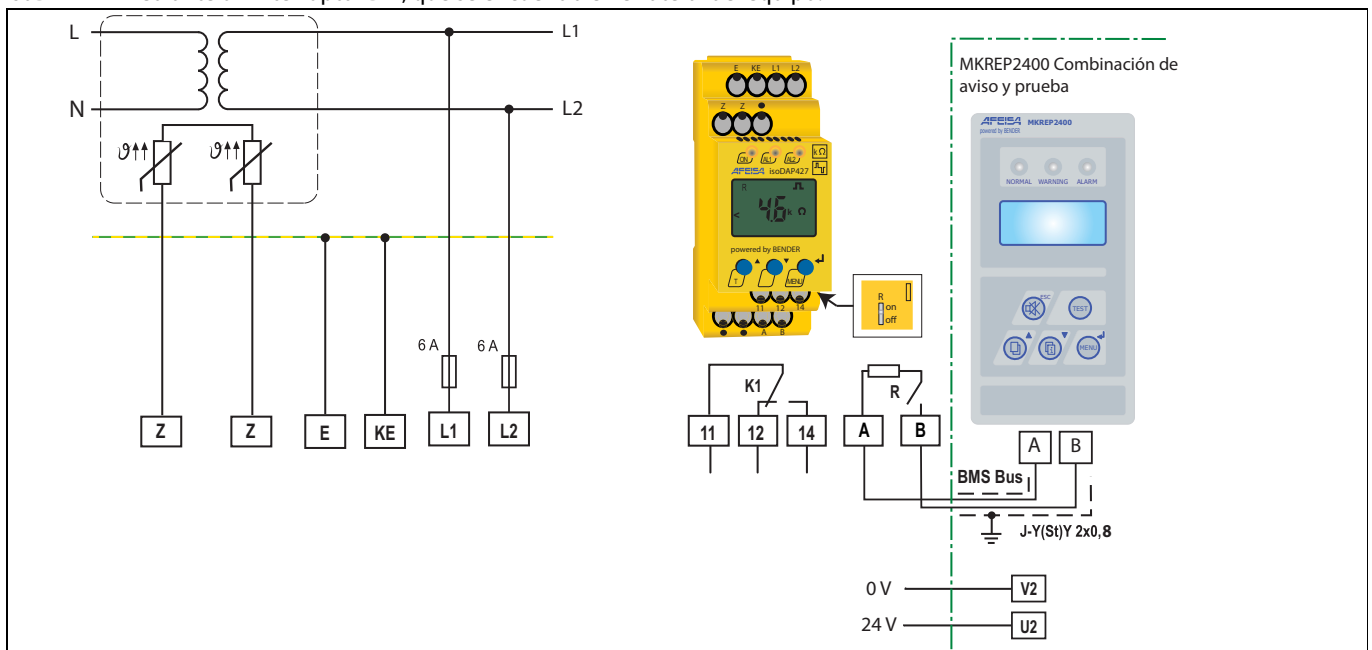 L
N
L1
L2
ϑ↑↑
ϑ↑↑
6 A
6 A
Z
Z
E
KE
L1
L2
E KE L1 L2
Z Z
ON AL1 AL2
kΩ
AFEISA isoDAP427
R
< 4.6 k Ω
powered by BENDER
T
MENU
11 12 14
A B
R
on
off
K1
11
12
14
R
A
B
MKREP2400 Combinación de
aviso y prueba
AFEISA MKREP2400
powered by BENDER
NORMAL WARNING ALARM
ESC
TEST
MENU
A
B
BMS Bus
J-Y(St)Y 2x0,8
0 V
V2
24 V
U2